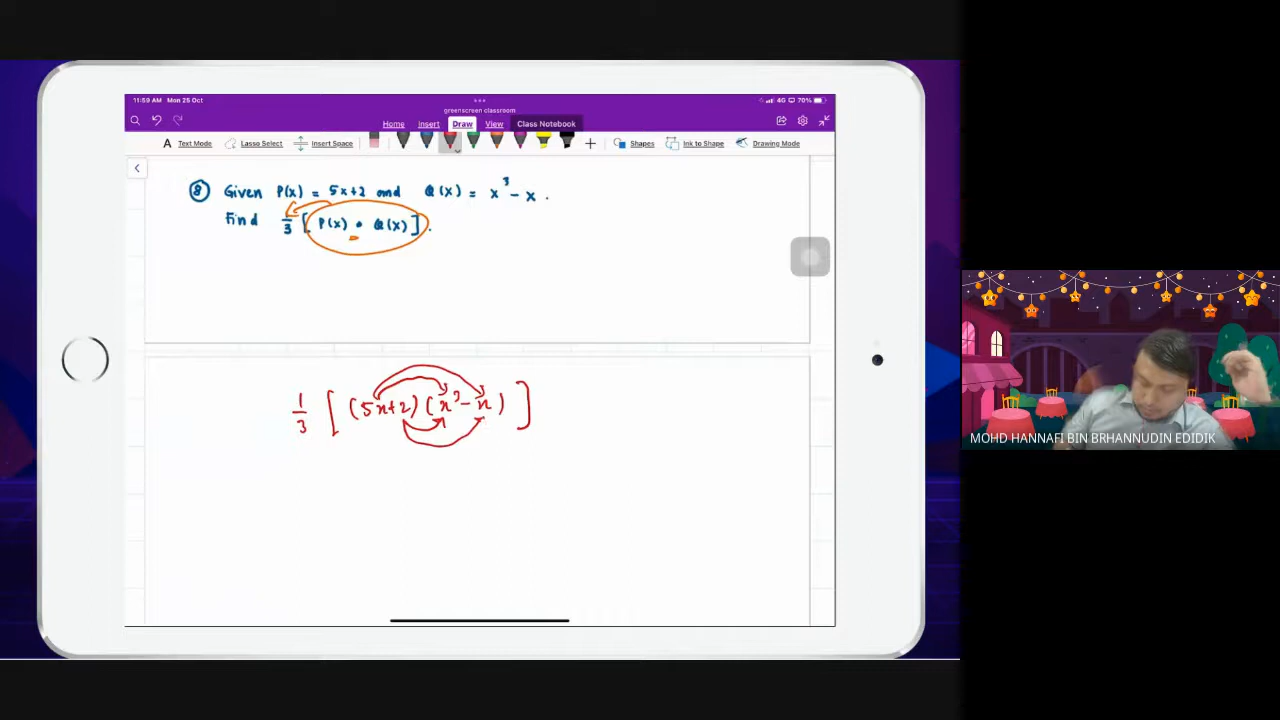 11:59 AM Mon 25 Oct
4G 70%
greenscreen classroom
Home Insert Draw View Class Notebook
A Text Mode Lasso Select Insert Space Shapes Ink to Shape Drawing Mode
⑧ Given P(x) = 5x+2 and Q(x) = x³ - x .
Find 1/3 [ P(x) • Q(x) ] .
1/3 [ (5x+2)(x³ - x) ]
MOHD HANNAFI BIN BRHANNUDIN EDIDIK